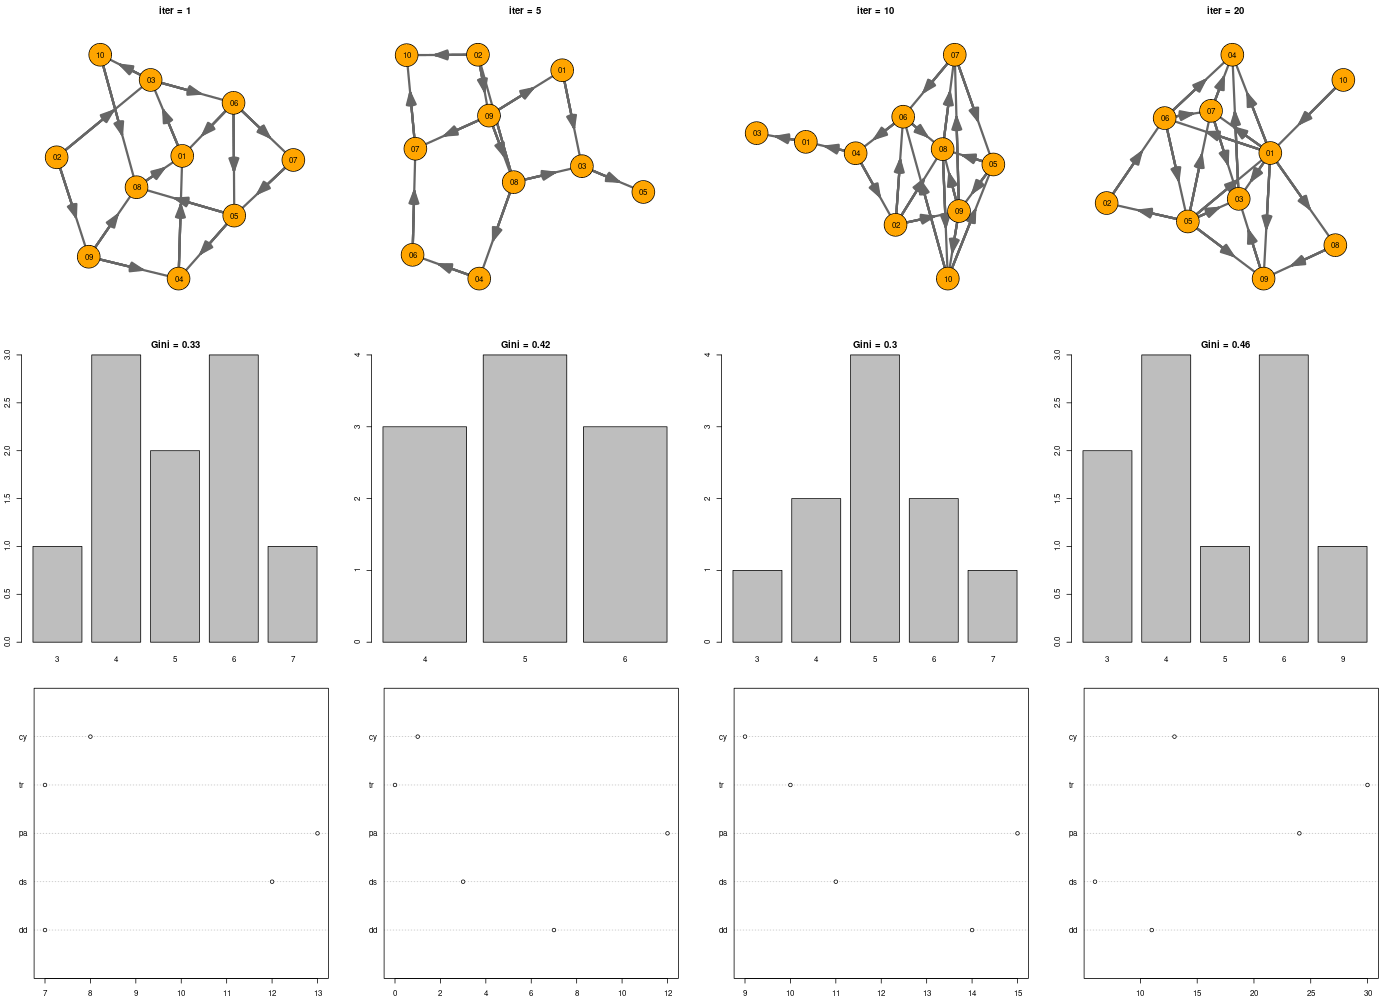 iter = 1
10
03
06
02
01
07
08
05
09
04
iter = 5
10
02
01
09
07
03
08
05
06
04
iter = 10
07
06
03
01
04
08
05
09
02
10
iter = 20
04
10
07
06
01
03
02
05
08
09
Gini = 0.33
3.0
2.5
2.0
1.5
1.0
0.5
0.0
3 4 5 6 7
Gini = 0.42
4
3
2
1
0
4 5 6
Gini = 0.3
4
3
2
1
0
3 4 5 6 7
Gini = 0.46
3.0
2.5
2.0
1.5
1.0
0.5
0.0
3 4 5 6 9
cy
tr
pa
ds
dd
7 8 9 10 11 12 13
cy
tr
pa
ds
dd
0 2 4 6 8 10 12
cy
tr
pa
ds
dd
9 10 11 12 13 14 15
cy
tr
pa
ds
dd
10 15 20 25 30